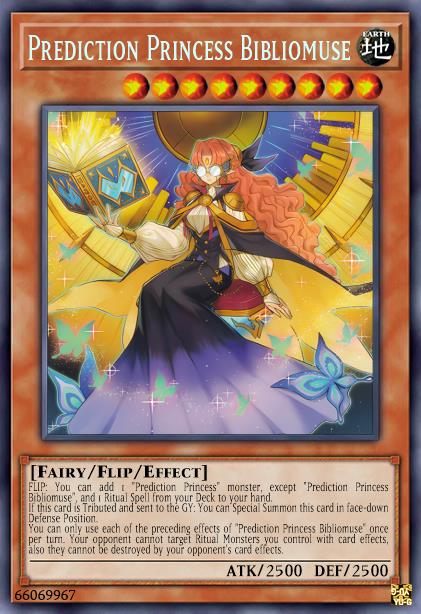 PREDICTION PRINCESS BIBLIOMUSE
EARTH
地
[FAIRY/FLIP/EFFECT]
FLIP: You can add 1 "Prediction Princess" monster, except "Prediction Princess
Bibliomuse", and 1 Ritual Spell from your Deck to your hand.
If this card is Tributed and sent to the GY: You can Special Summon this card in face-down
Defense Position.
You can only use each of the preceding effects of "Prediction Princess Bibliomuse" once
per turn. Your opponent cannot target Ritual Monsters you control with card effects,
also they cannot be destroyed by your opponent's card effects.
ATK/2500 DEF/2500
66069967